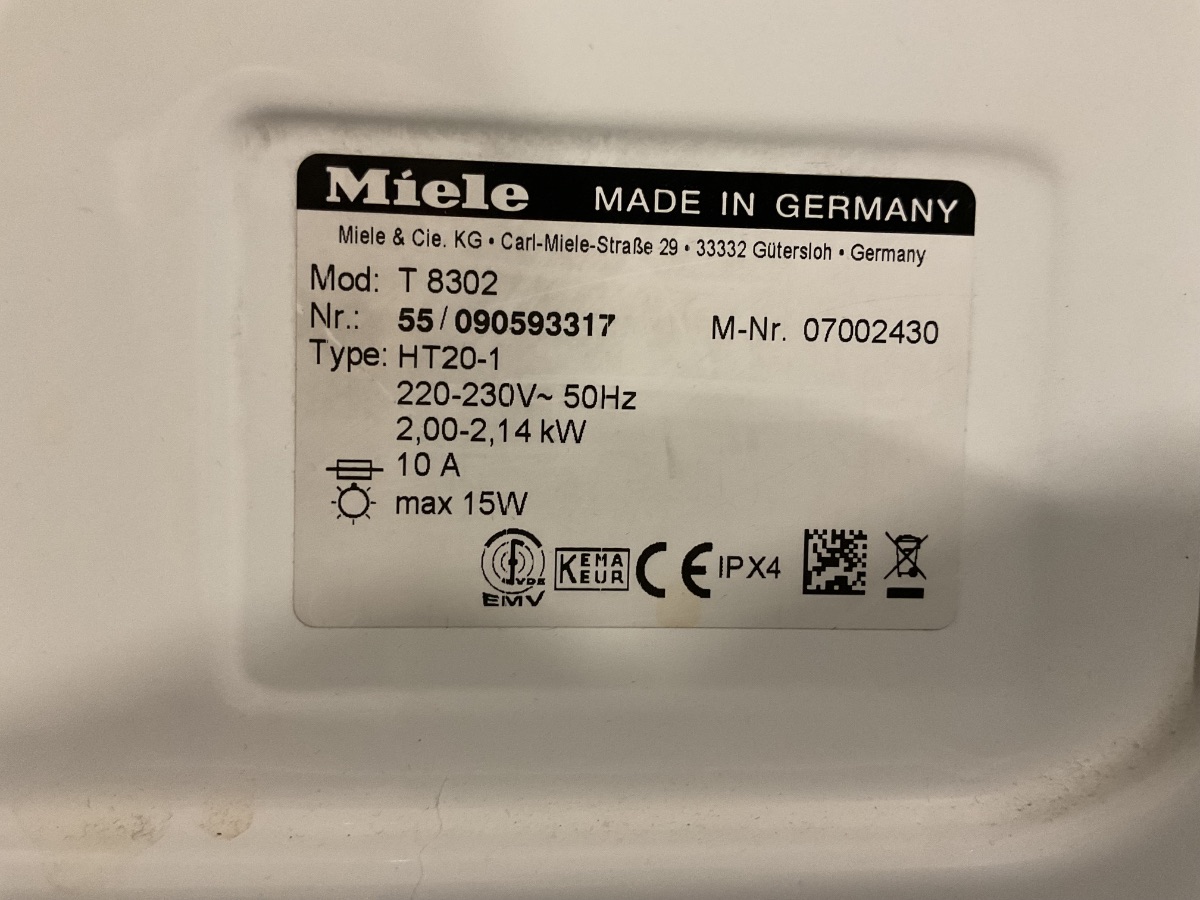 Miele MADE IN GERMANY
Miele & Cie. KG • Carl-Miele-Straße 29 • 33332 Gütersloh • Germany
Mod: T 8302
Nr.: 55 / 090593317 M-Nr. 07002430
Type: HT20-1
220-230V~ 50Hz
2,00-2,14 kW
10 A
max 15W
VDE
EMV
KEMA
KEUR
CE IPX4